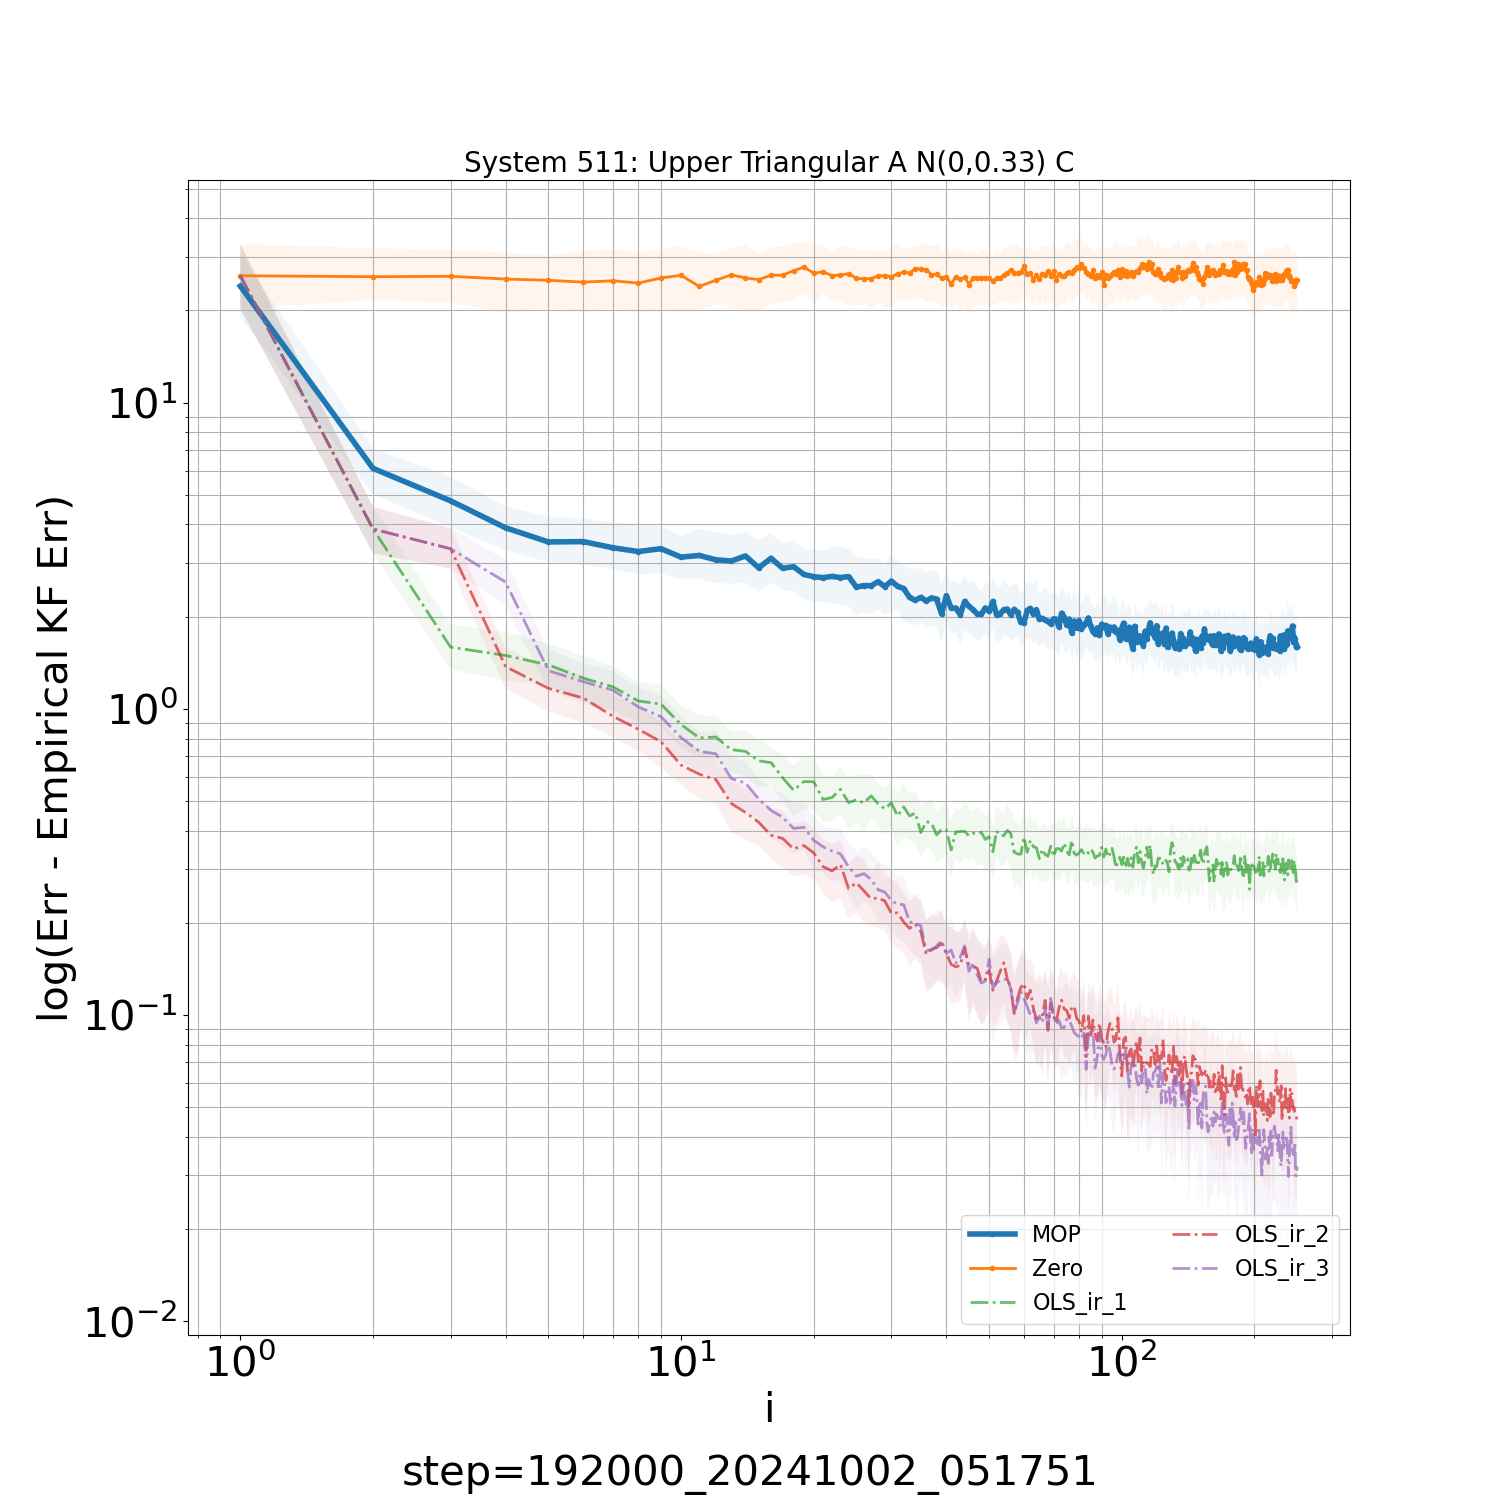 System 511: Upper Triangular A N(0,0.33) C
log(Err - Empirical KF Err)
10^1
10^0
10^-1
10^-2
10^0
10^1
10^2
MOP
Zero
OLS_ir_1
OLS_ir_2
OLS_ir_3
i
step=192000_20241002_051751